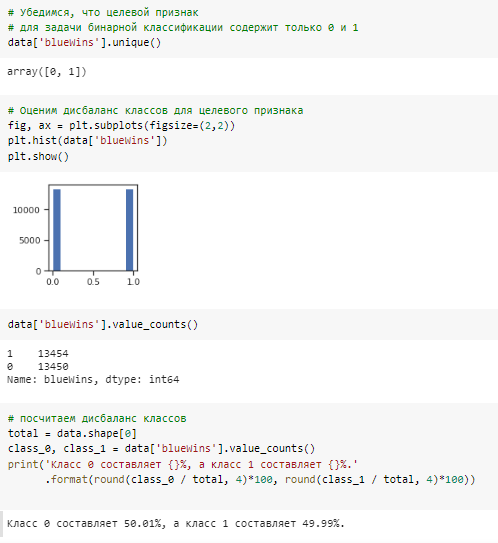 # Убедимся, что целевой признак
# для задачи бинарной классификации содержит только 0 и 1
data['blueWins'].unique()
array([0, 1])
# Оценим дисбаланс классов для целевого признака
fig, ax = plt.subplots(figsize=(2,2))
plt.hist(data['blueWins'])
plt.show()
10000
5000
0
0.0 0.5 1.0
data['blueWins'].value_counts()
1    13454
0    13450
Name: blueWins, dtype: int64
# посчитаем дисбаланс классов
total = data.shape[0]
class_0, class_1 = data['blueWins'].value_counts()
print('Класс 0 составляет {}%, а класс 1 составляет {}%.'
      .format(round(class_0 / total, 4)*100, round(class_1 / total, 4)*100))
Класс 0 составляет 50.01%, а класс 1 составляет 49.99%.